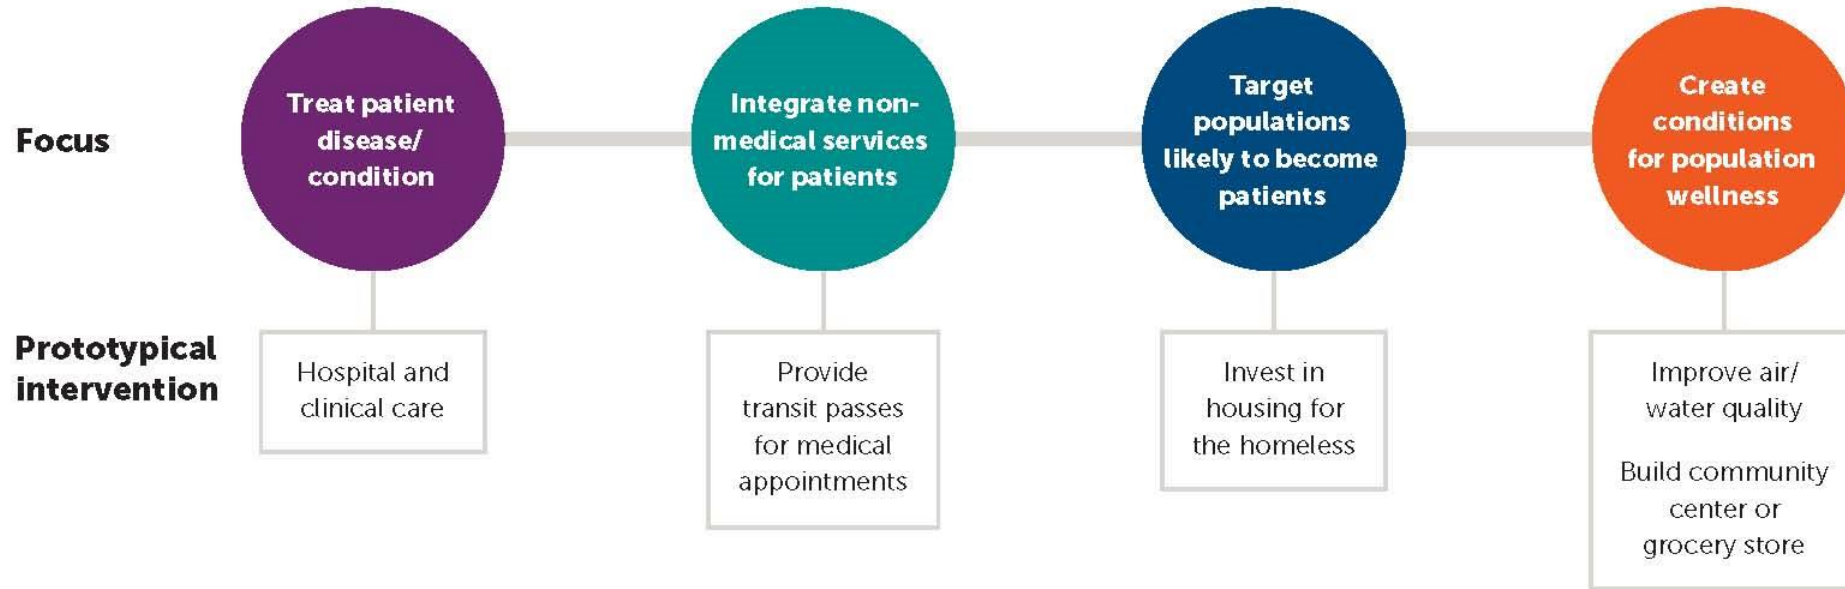 Focus
Treat patient
disease/
condition
Integrate non-
medical services
for patients
Target
populations
likely to become
patients
Create
conditions
for population
wellness
Prototypical
intervention
Hospital and
clinical care
Provide
transit passes
for medical
appointments
Invest in
housing for
the homeless
Improve air/
water quality
Build community
center or
grocery store